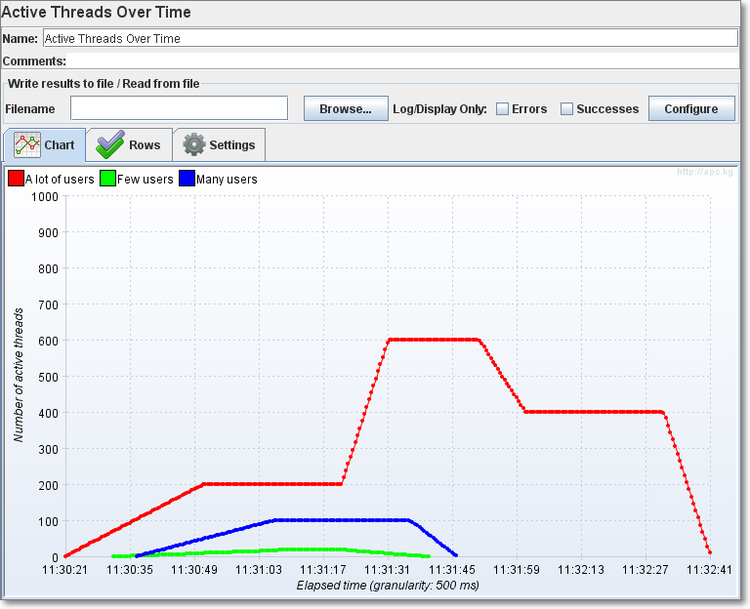 Active Threads Over Time
Name: Active Threads Over Time
Comments:
Write results to file / Read from file
Filename Browse... Log/Display Only: Errors Successes Configure
Chart Rows Settings
http://apc.kg
A lot of users Few users Many users
1000
900
800
700
600
500
400
300
200
100
0
Number of active threads
11:30:21 11:30:35 11:30:49 11:31:03 11:31:17 11:31:31 11:31:45 11:31:59 11:32:13 11:32:27 11:32:41
Elapsed time (granularity: 500 ms)